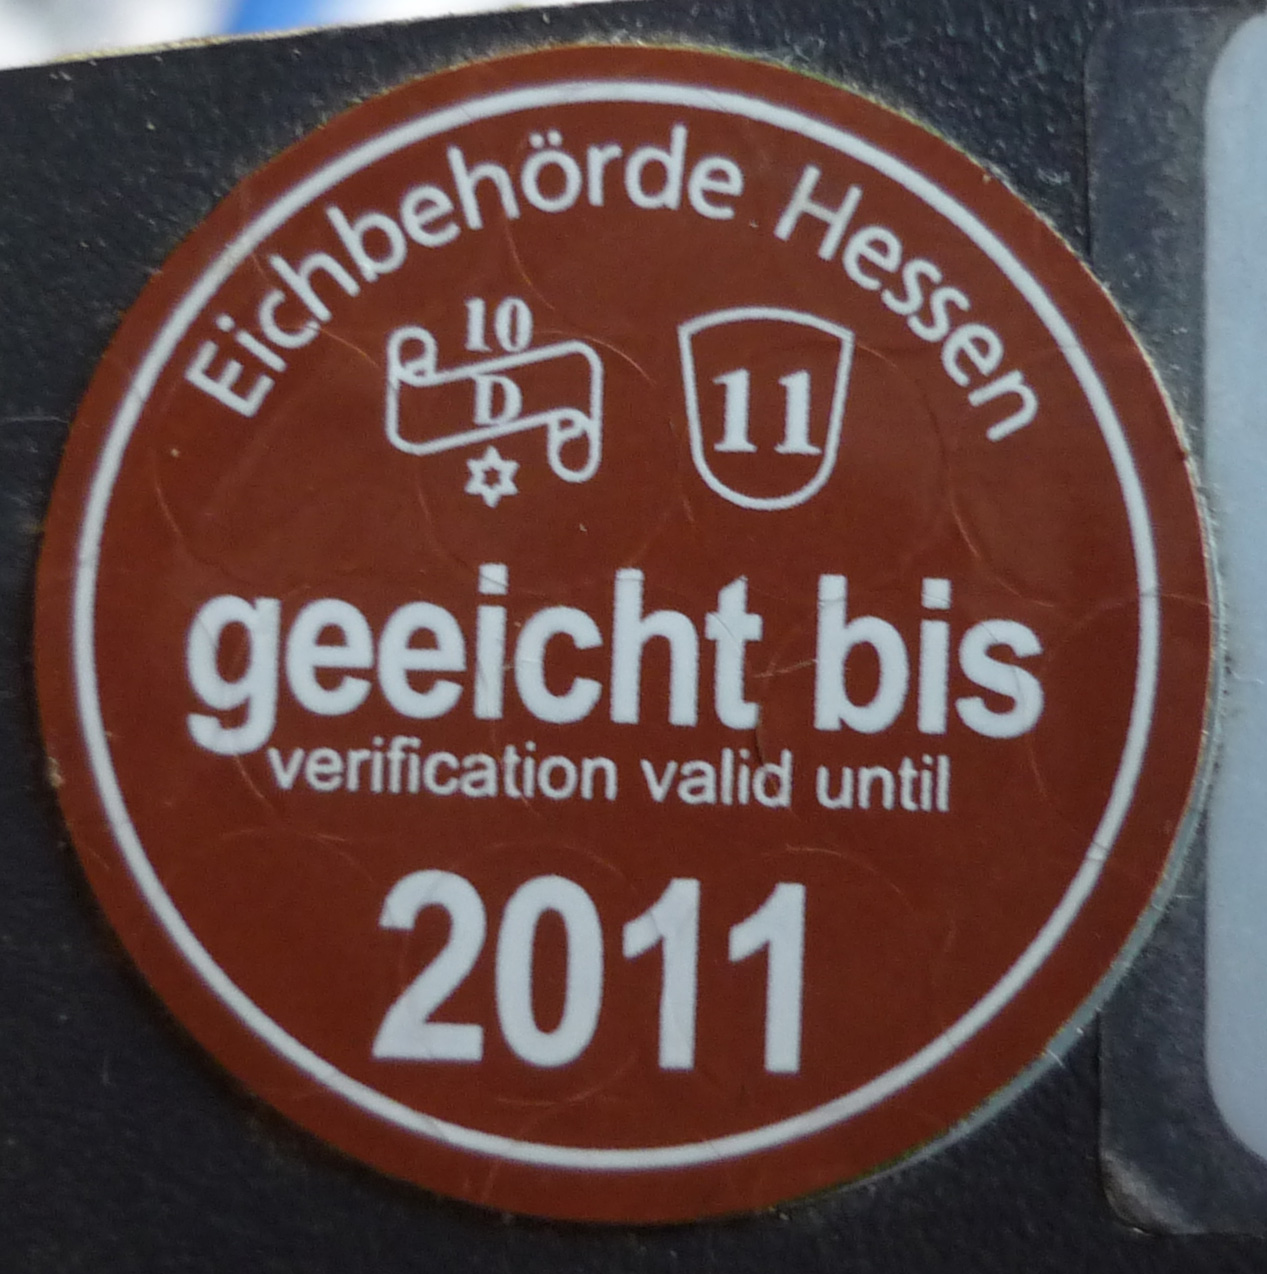 Eichbehörde Hessen
10
D
11
geeicht bis
verification valid until
2011